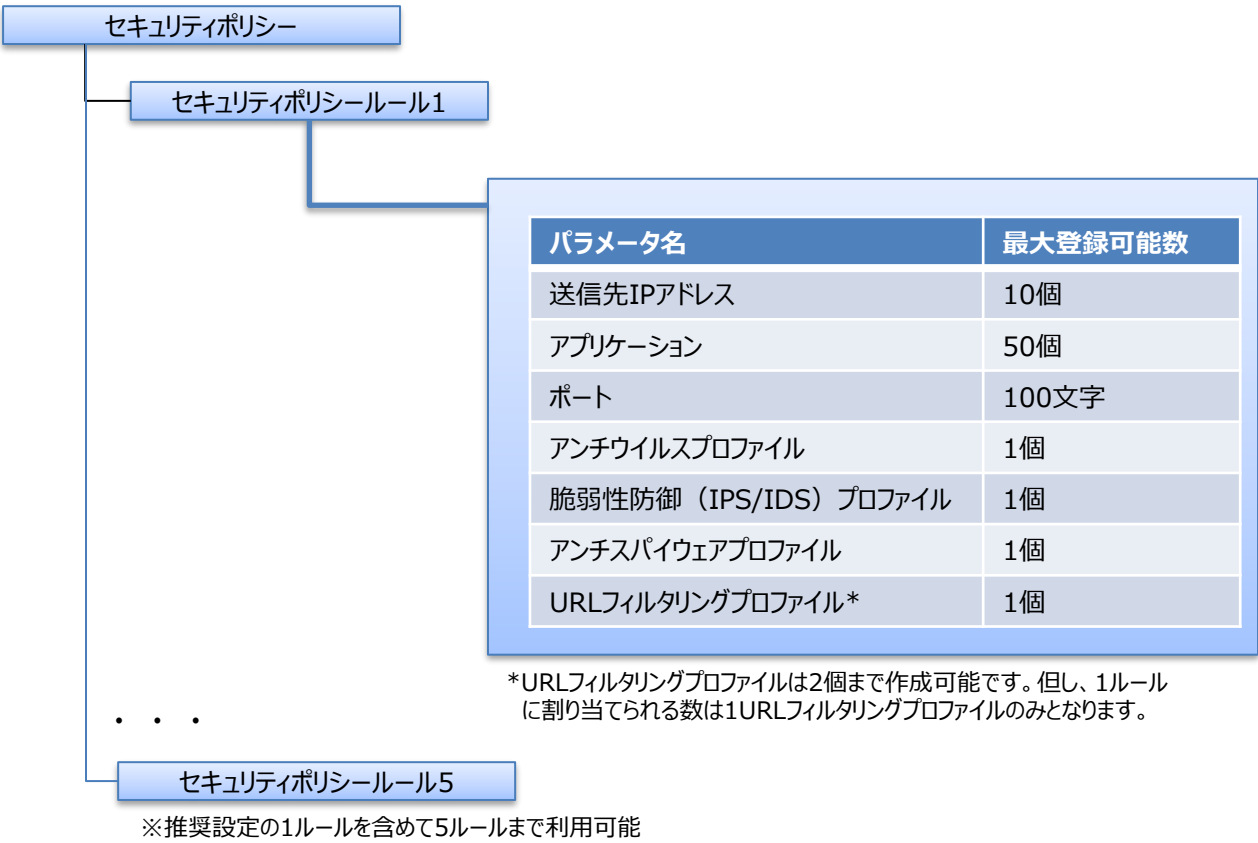 セキュリティポリシー
セキュリティポリシールール1
パラメータ名 最大登録可能数
送信先IPアドレス 10個
アプリケーション 50個
ポート 100文字
アンチウイルスプロファイル 1個
脆弱性防御（IPS/IDS）プロファイル 1個
アンチスパイウェアプロファイル 1個
URLフィルタリングプロファイル* 1個
*URLフィルタリングプロファイルは2個まで作成可能です。但し、1ルール
に割り当てられる数は1URLフィルタリングプロファイルのみとなります。
・・・
セキュリティポリシールール5
※推奨設定の1ルールを含めて5ルールまで利用可能